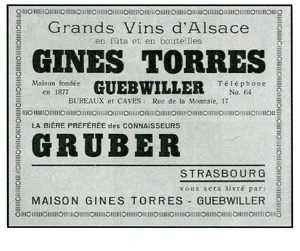 Grands Vins d'Alsace
en fûts et en bouteilles
GINES TORRES
Maison fondée en 1877
GUEBWILLER
Téléphone No. 64
BUREAUX et CAVES : Rue de la Monnaie, 17
LA BIÈRE PRÉFÉRÉE des CONNAISSEURS
GRUBER
STRASBOURG
vous sera livré par:
MAISON GINES TORRES - GUEBWILLER